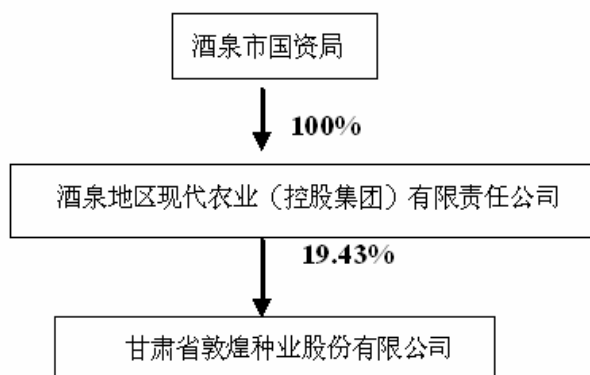 酒泉市国资局
100%
酒泉地区现代农业（控股集团）有限责任公司
19.43%
甘肃省敦煌种业股份有限公司